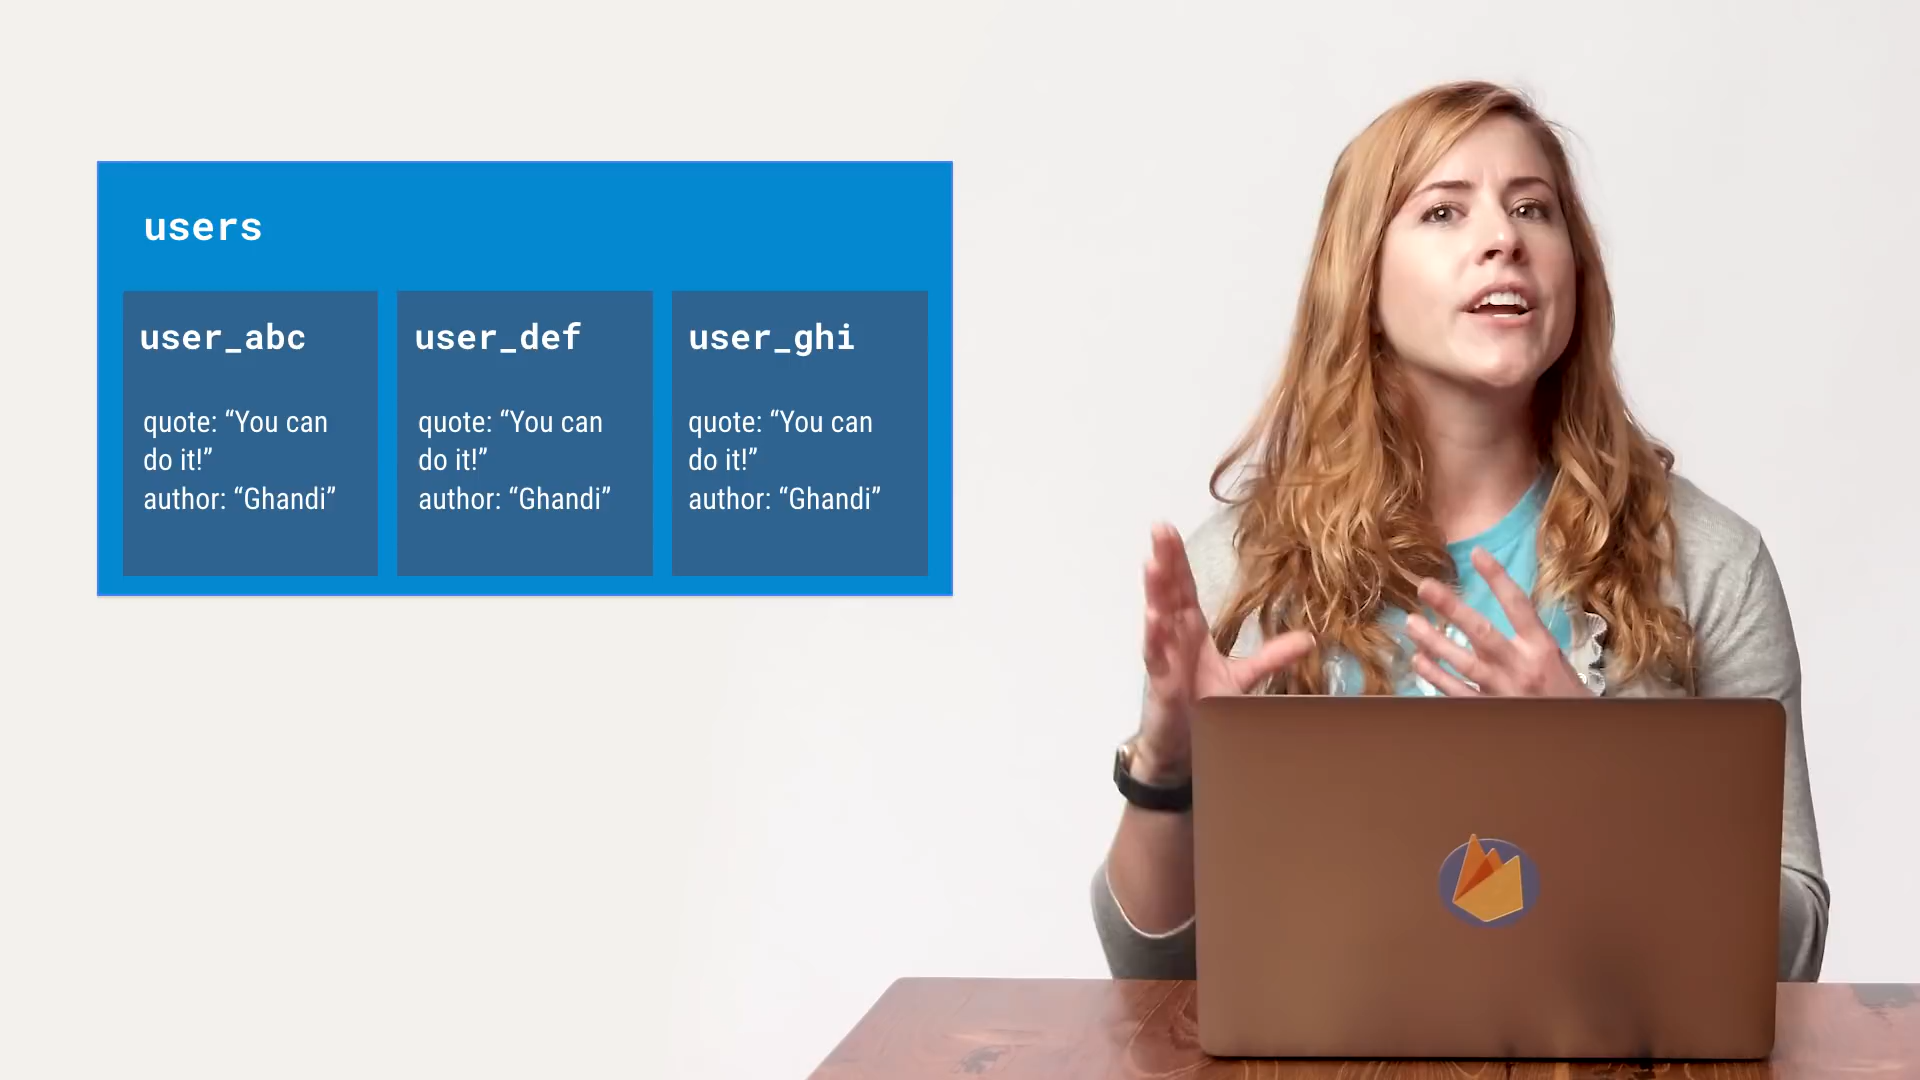 users
user_abc
quote: “You can
do it!”
author: “Ghandi”
user_def
quote: “You can
do it!”
author: “Ghandi”
user_ghi
quote: “You can
do it!”
author: “Ghandi”